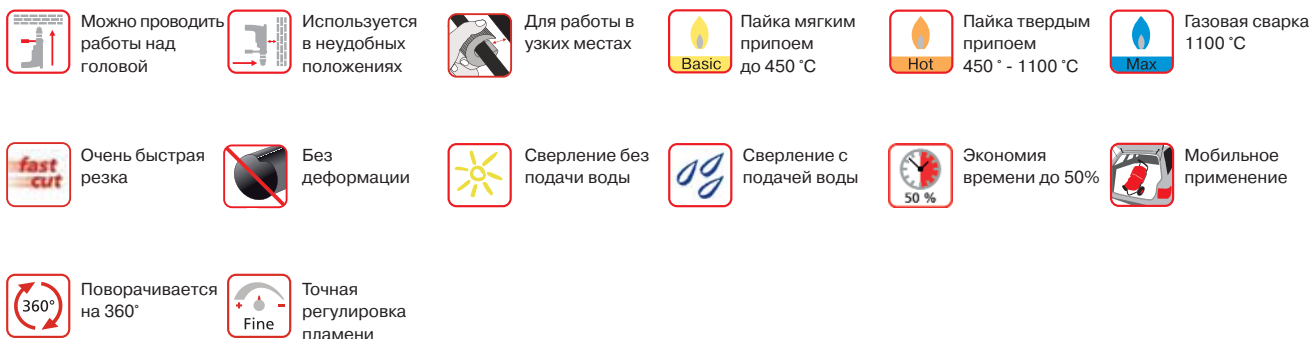 Можно проводить
работы над
головой
Используется
в неудобных
положениях
Для работы в
узких местах
Basic
Пайка мягким
припоем
до 450 ˚C
Hot
Пайка твердым
припоем
450 ˚ - 1100 ˚C
Max
Газовая сварка
1100 ˚C
fast
cut
Очень быстрая
резка
Без
деформации
Сверление без
подачи воды
Сверление с
подачей воды
50 %
Экономия
времени до 50%
Мобильное
применение
360°
Поворачивается
на 360˚
+ -
Fine
Точная
регулировка
пламени